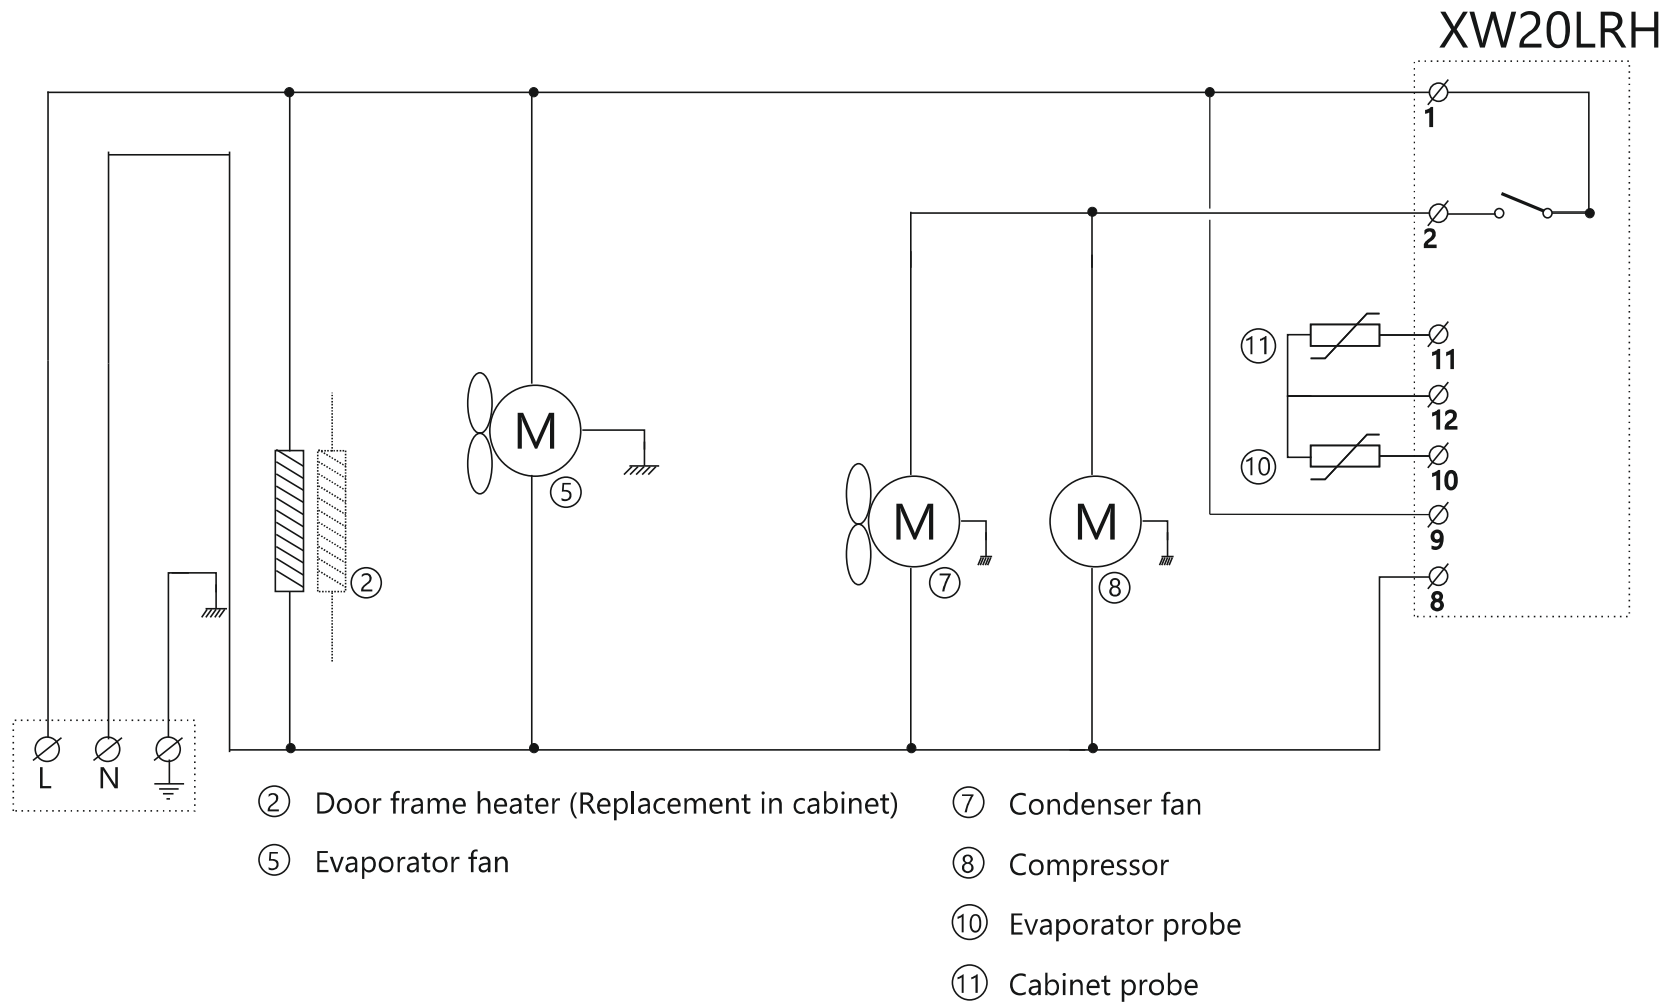 XW20LRH
1
2
11
11
12
M
10
10
5
M
M
9
2
7
8
8
L
N
2 Door frame heater (Replacement in cabinet)
7 Condenser fan
5 Evaporator fan
8 Compressor
10 Evaporator probe
11 Cabinet probe